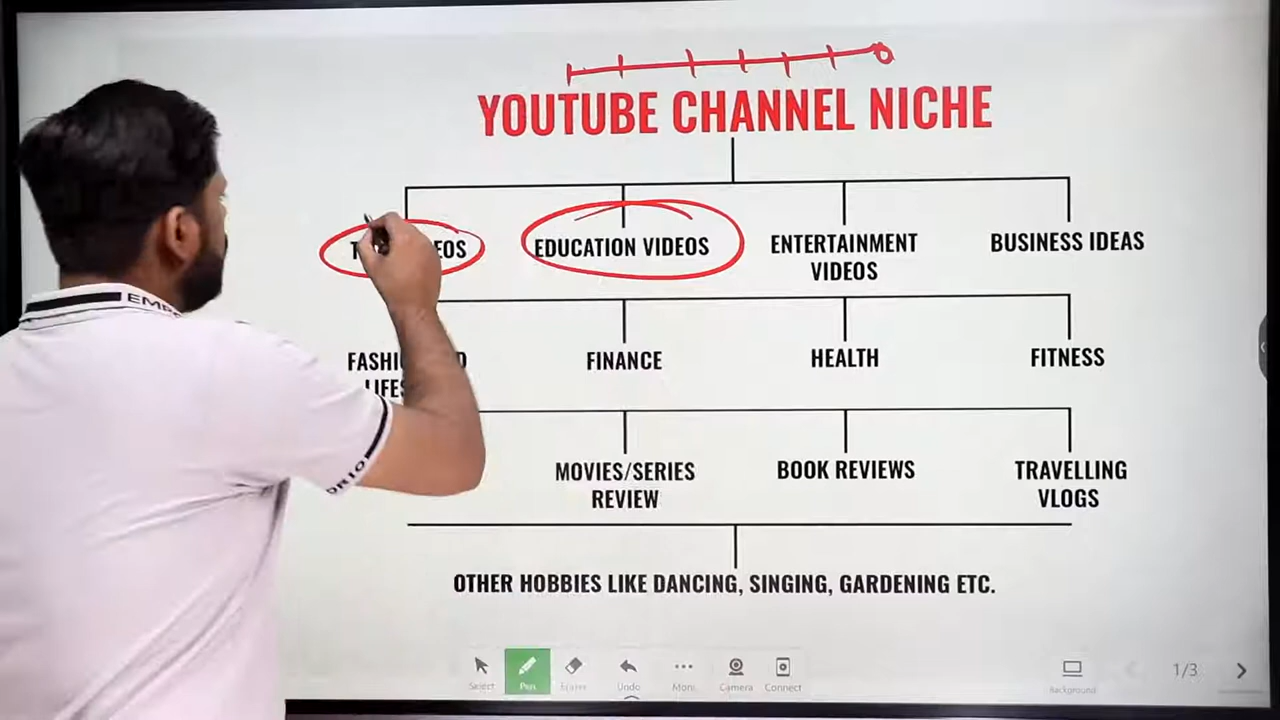 YOUTUBE CHANNEL NICHE
EDUCATION VIDEOS
ENTERTAINMENT
VIDEOS
BUSINESS IDEAS
FINANCE
HEALTH
FITNESS
MOVIES/SERIES
REVIEW
BOOK REVIEWS
TRAVELLING
VLOGS
OTHER HOBBIES LIKE DANCING, SINGING, GARDENING ETC.
Select
Pen
Eraser
Undo
More
Camera
Connect
Background
1/3